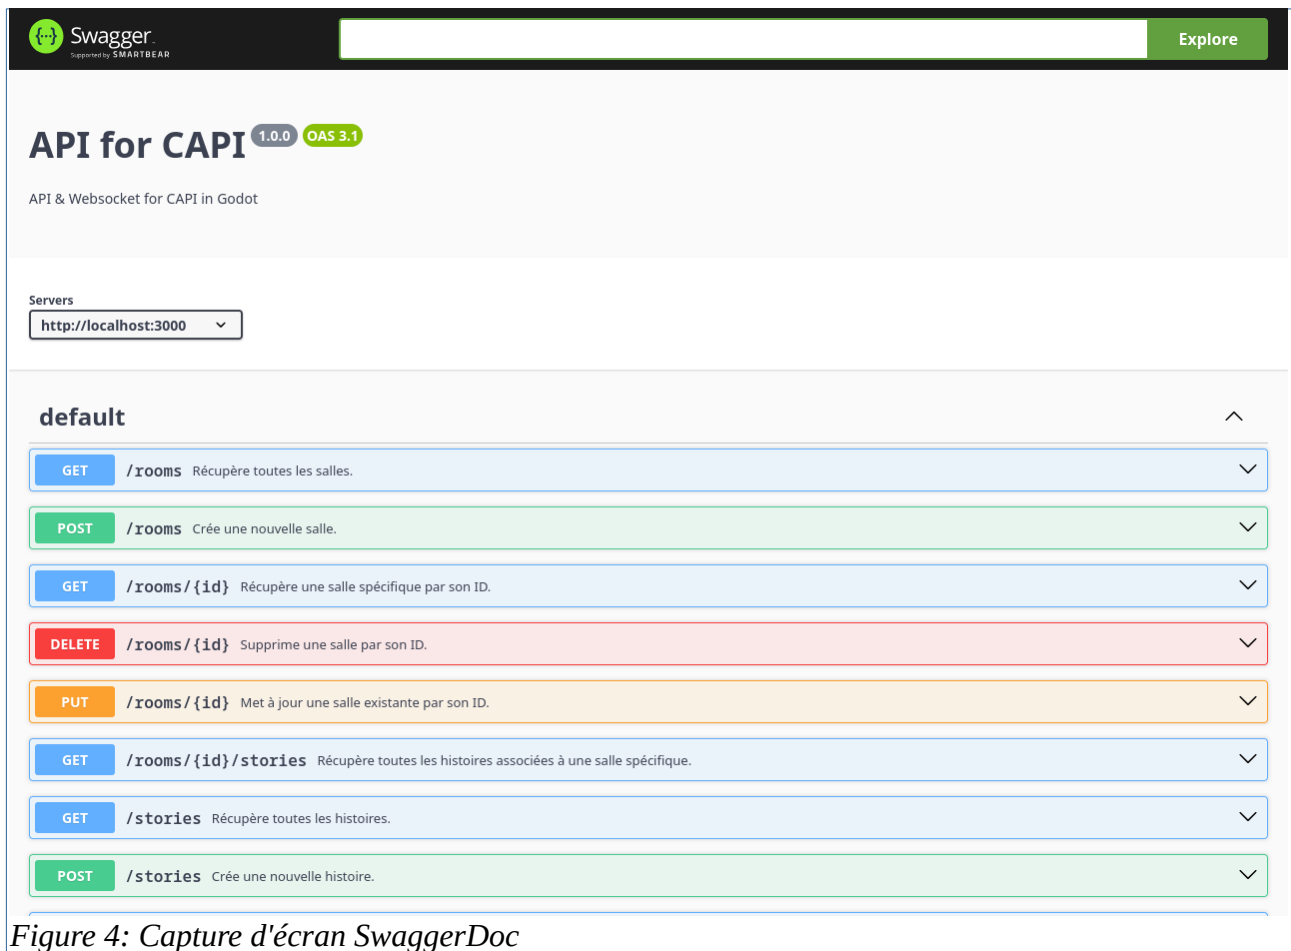 Swagger.
Supported by SMARTBEAR
Explore
API for CAPI 1.0.0 OAS 3.1
API & Websocket for CAPI in Godot
Servers
http://localhost:3000
default
GET /rooms Récupère toutes les salles.
POST /rooms Crée une nouvelle salle.
GET /rooms/{id} Récupère une salle spécifique par son ID.
DELETE /rooms/{id} Supprime une salle par son ID.
PUT /rooms/{id} Met à jour une salle existante par son ID.
GET /rooms/{id}/stories Récupère toutes les histoires associées à une salle spécifique.
GET /stories Récupère toutes les histoires.
POST /stories Crée une nouvelle histoire.
Figure 4: Capture d'écran SwaggerDoc